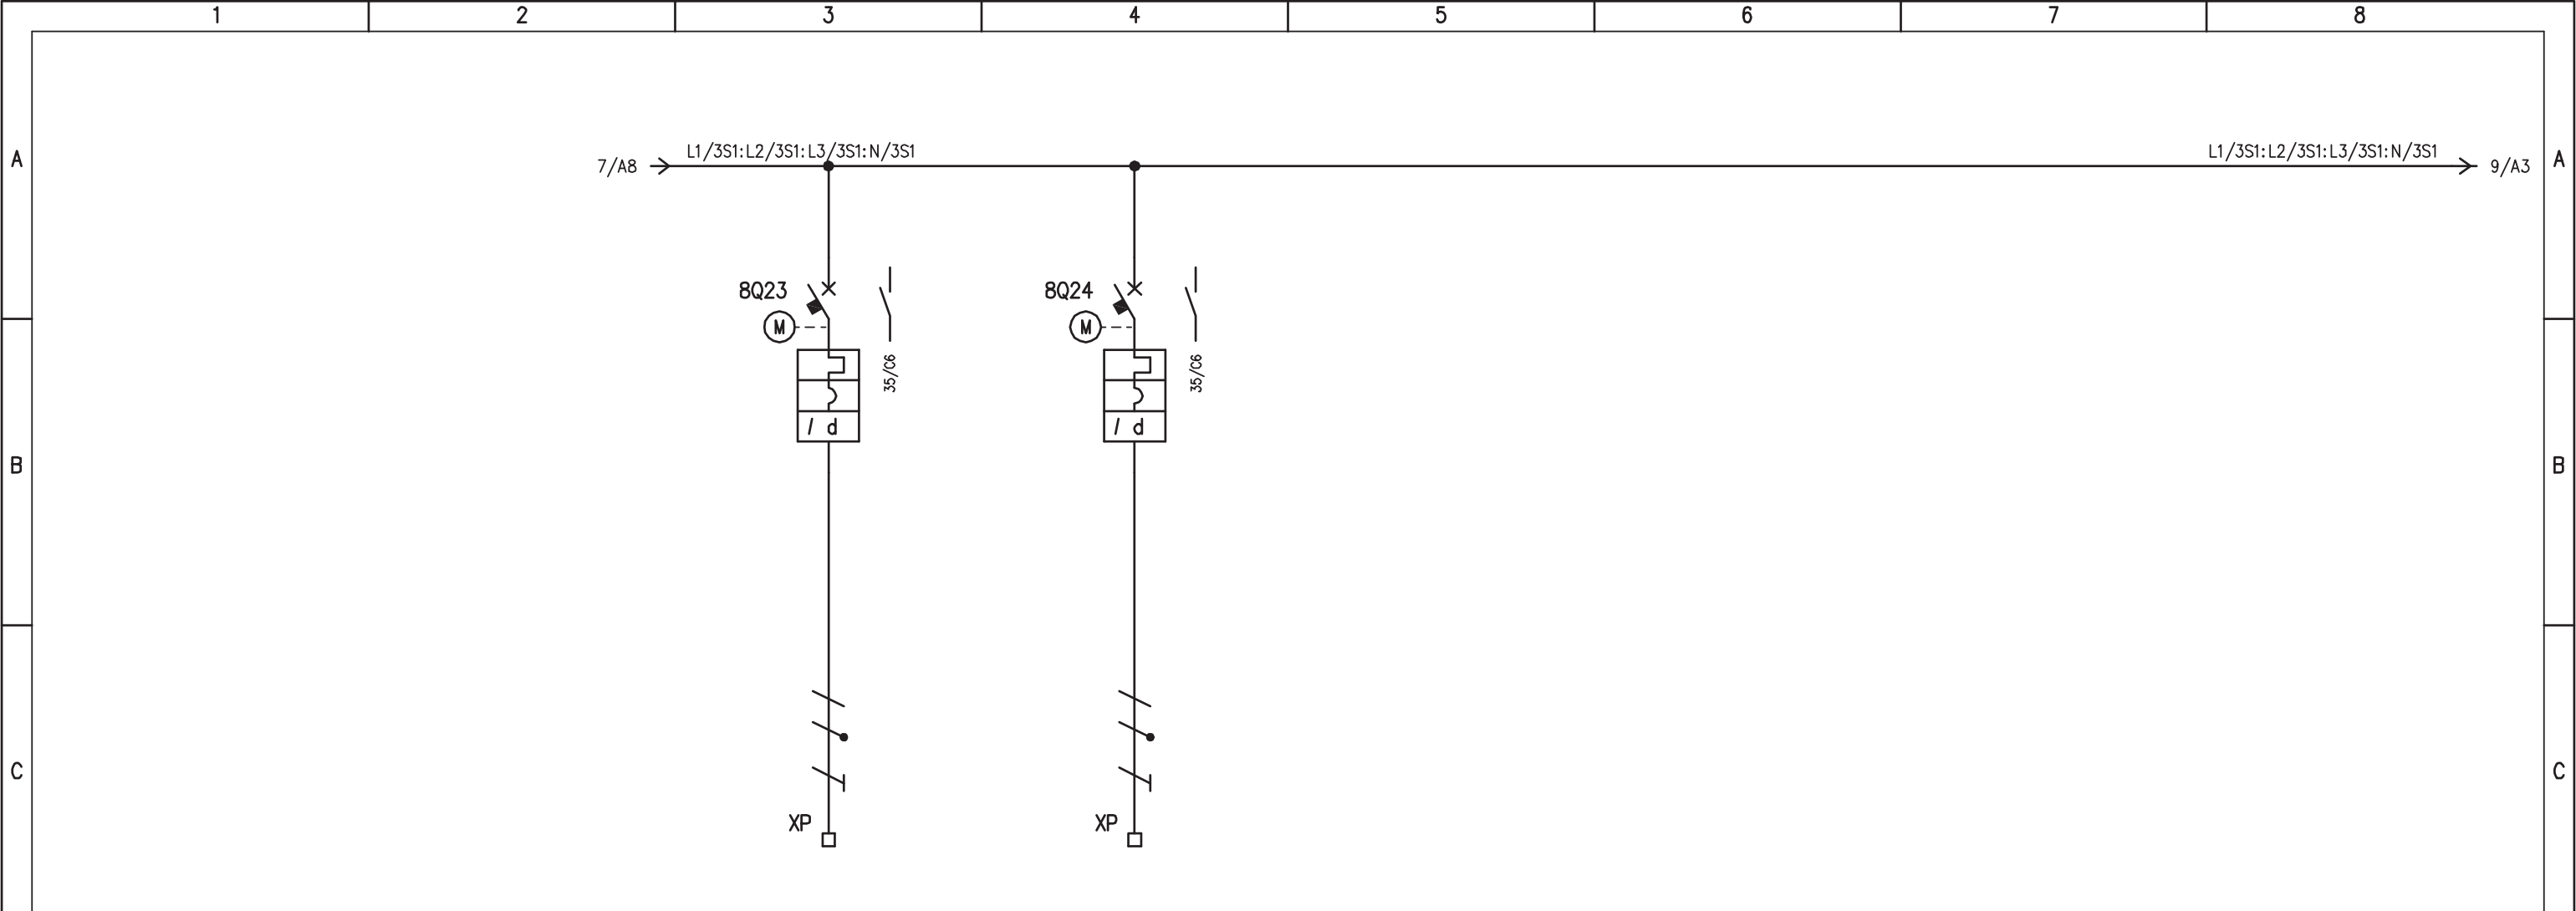 1 2 3 4 5 6 7 8
A A
7/A8 L1/3S1:L2/3S1:L3/3S1:N/3S1 L1/3S1:L2/3S1:L3/3S1:N/3S1 9/A3
8Q23 8Q24
M M
35/C6 35/C6
/ d / d
B B
C C
XP XP